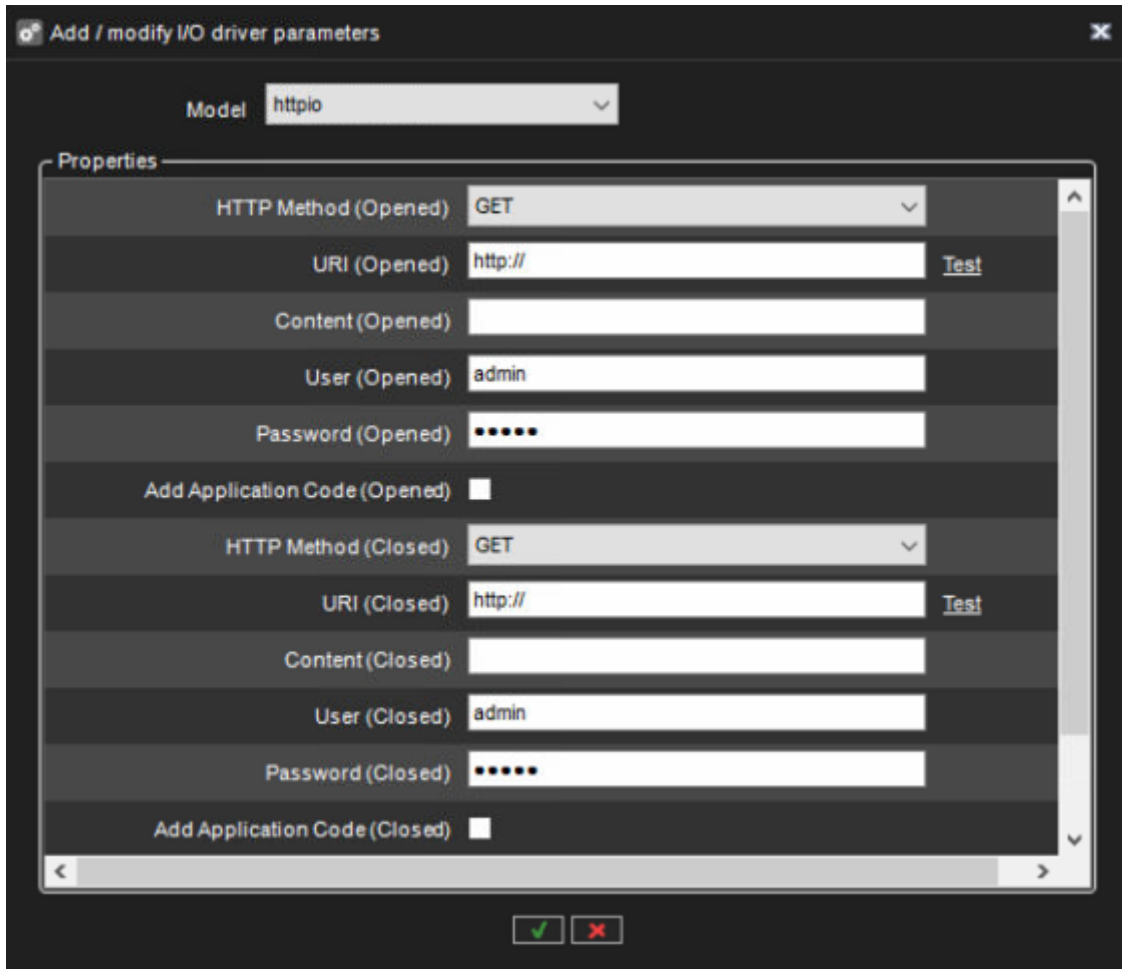 Add / modify I/O driver parameters
Model httpio
Properties
HTTP Method (Opened) GET
URI (Opened) http:// Test
Content (Opened)
User (Opened) admin
Password (Opened) •••••
Add Application Code (Opened)
HTTP Method (Closed) GET
URI (Closed) http:// Test
Content (Closed)
User (Closed) admin
Password (Closed) •••••
Add Application Code (Closed)